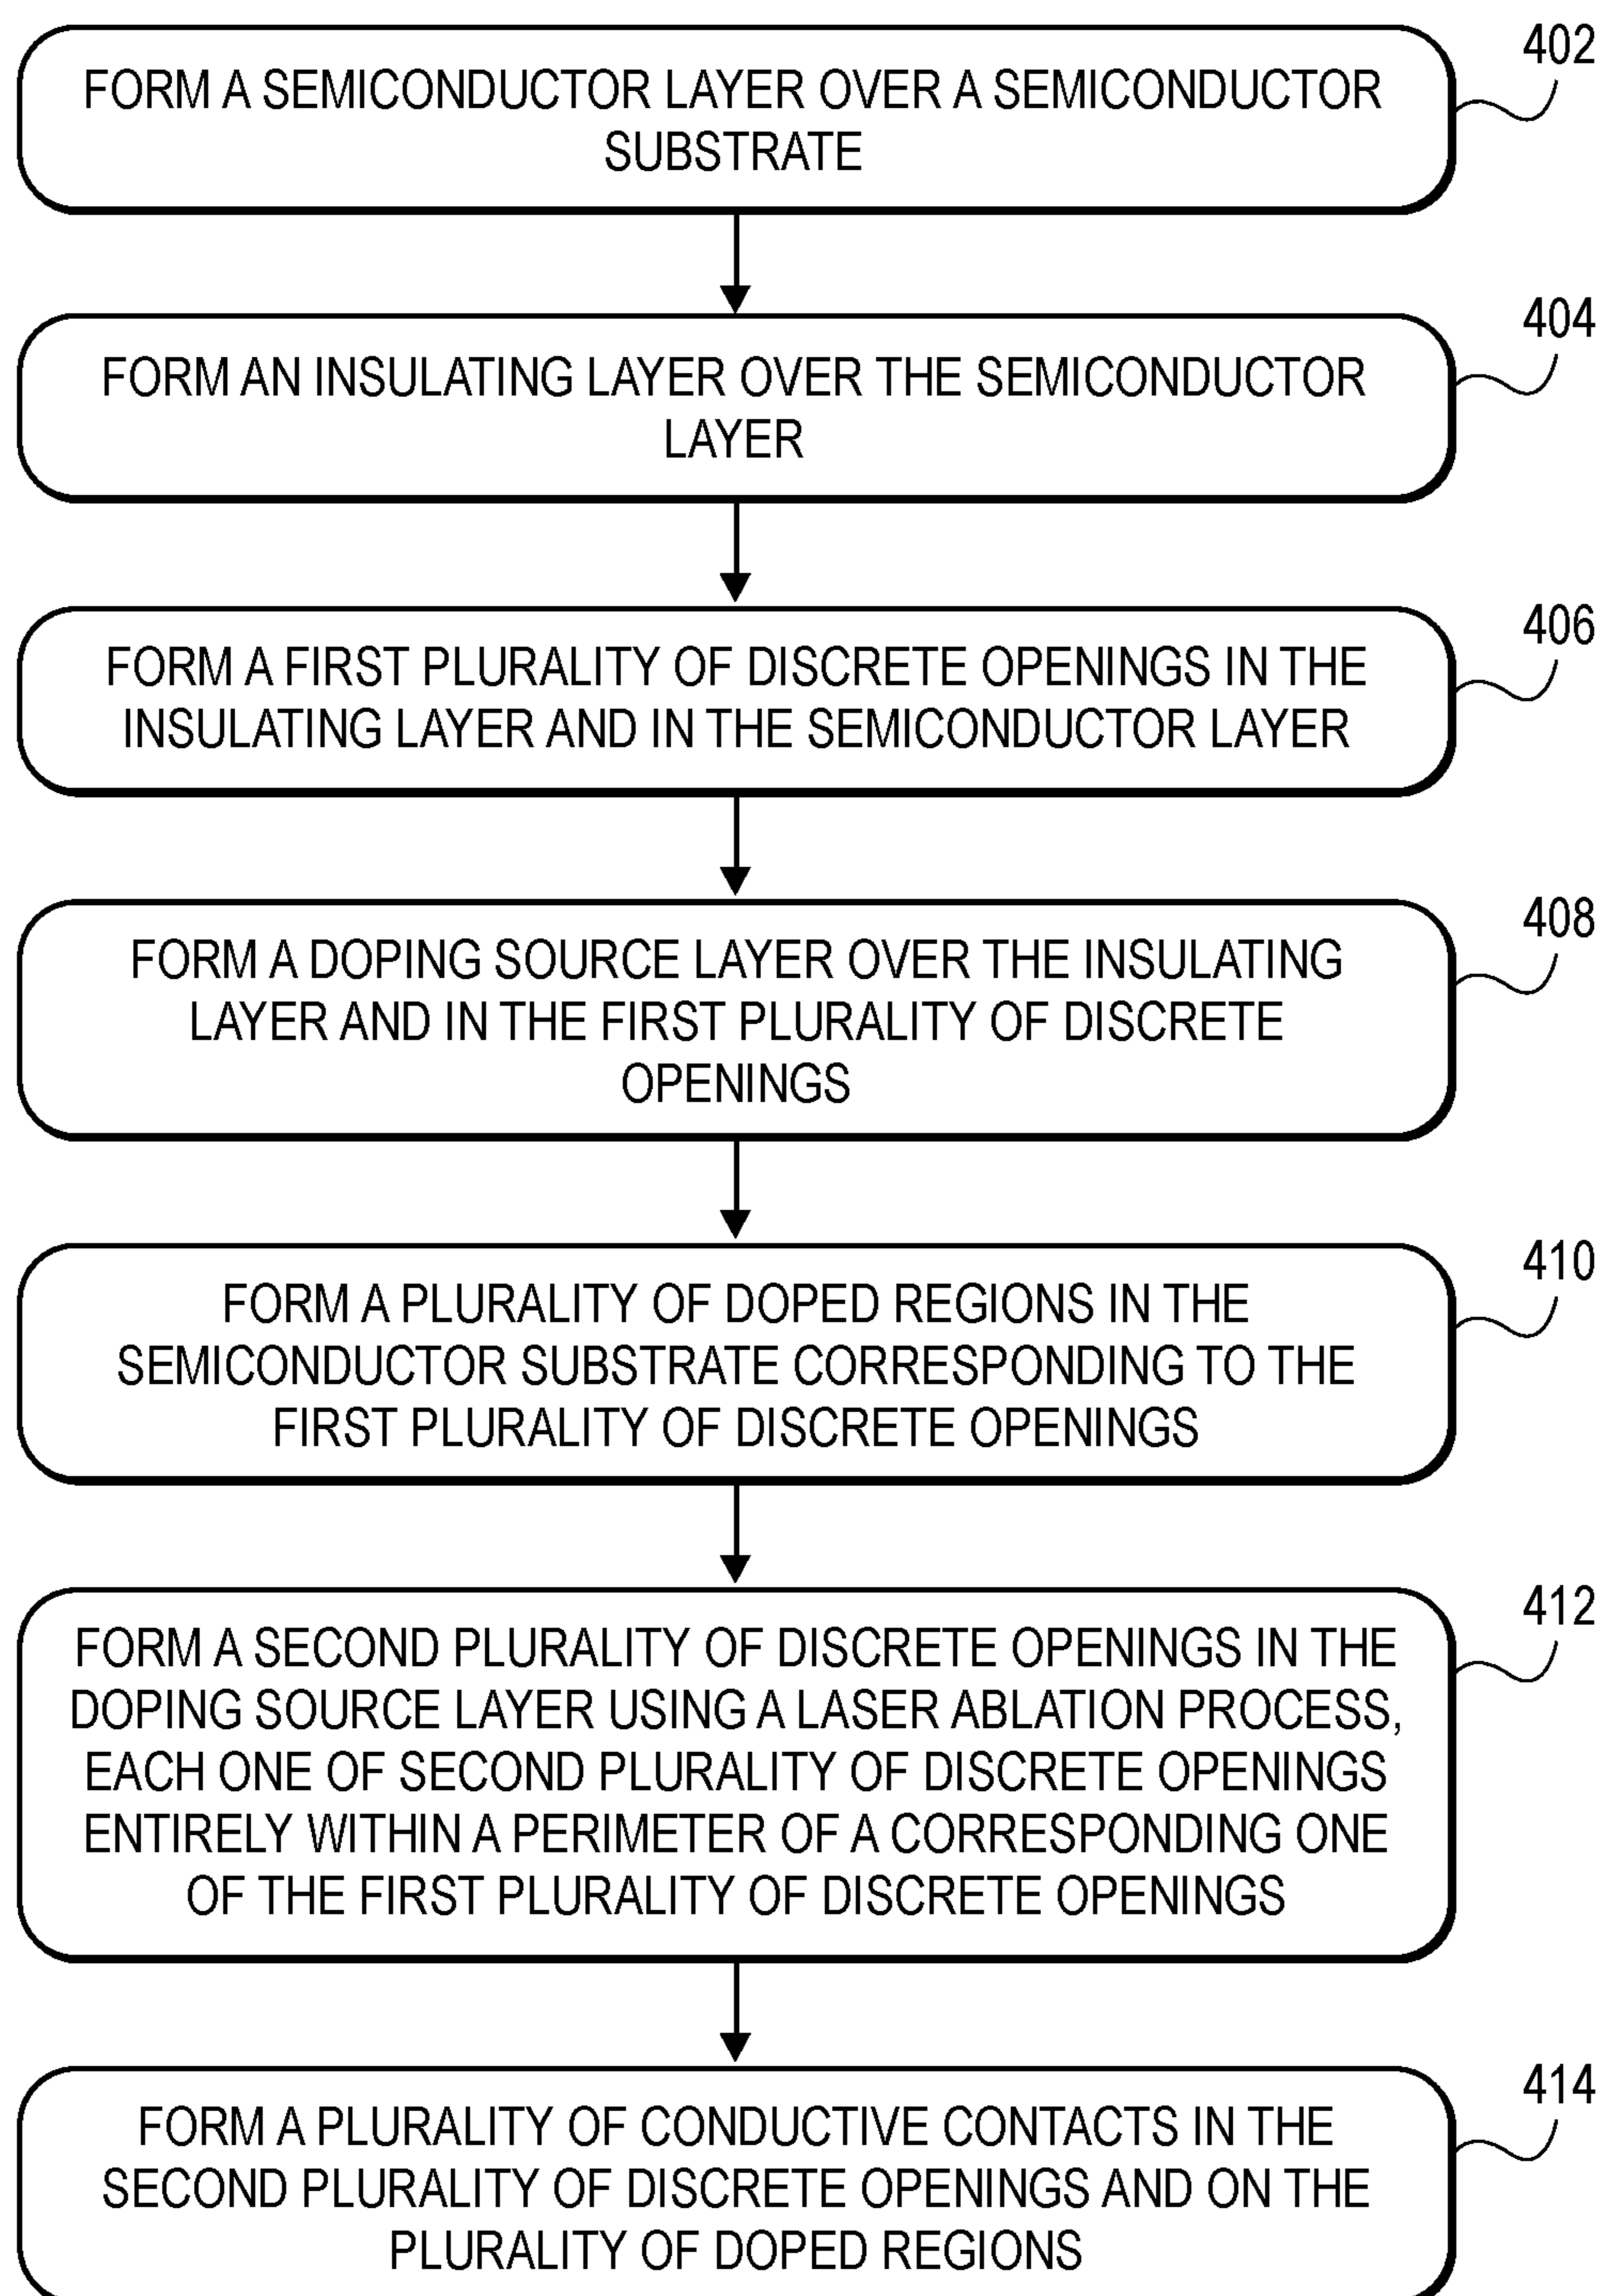 402
FORM A SEMICONDUCTOR LAYER OVER A SEMICONDUCTOR
SUBSTRATE
404
FORM AN INSULATING LAYER OVER THE SEMICONDUCTOR
LAYER
406
FORM A FIRST PLURALITY OF DISCRETE OPENINGS IN THE
INSULATING LAYER AND IN THE SEMICONDUCTOR LAYER
408
FORM A DOPING SOURCE LAYER OVER THE INSULATING
LAYER AND IN THE FIRST PLURALITY OF DISCRETE
OPENINGS
410
FORM A PLURALITY OF DOPED REGIONS IN THE
SEMICONDUCTOR SUBSTRATE CORRESPONDING TO THE
FIRST PLURALITY OF DISCRETE OPENINGS
412
FORM A SECOND PLURALITY OF DISCRETE OPENINGS IN THE
DOPING SOURCE LAYER USING A LASER ABLATION PROCESS,
EACH ONE OF SECOND PLURALITY OF DISCRETE OPENINGS
ENTIRELY WITHIN A PERIMETER OF A CORRESPONDING ONE
OF THE FIRST PLURALITY OF DISCRETE OPENINGS
414
FORM A PLURALITY OF CONDUCTIVE CONTACTS IN THE
SECOND PLURALITY OF DISCRETE OPENINGS AND ON THE
PLURALITY OF DOPED REGIONS